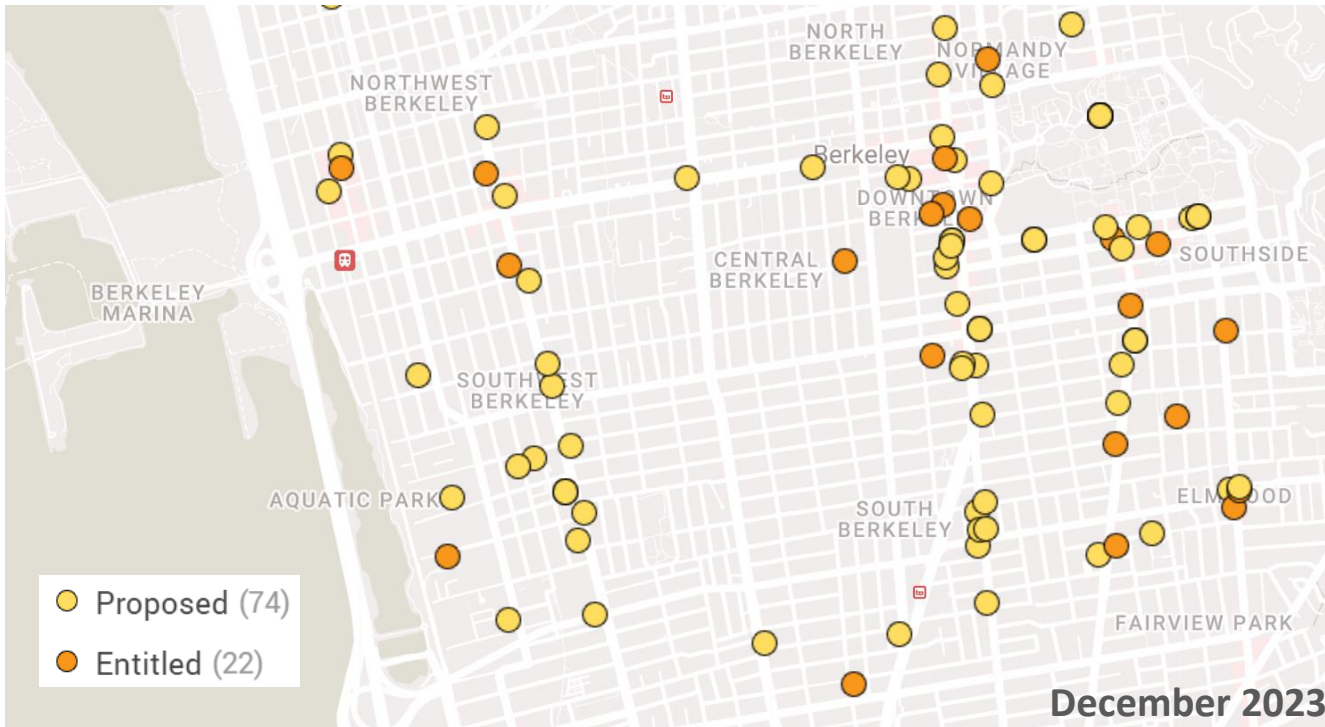 NORTH
BERKELEY
NORMANDY
VILLAGE
NORTHWEST
BERKELEY
Berkeley
DOWNTOWN
BERKELEY
CENTRAL
BERKELEY
SOUTHSIDE
BERKELEY
MARINA
SOUTHWEST
BERKELEY
AQUATIC PARK
SOUTH
BERKELEY
ELMWOOD
FAIRVIEW PARK
Proposed (74)
Entitled (22)
December 2023